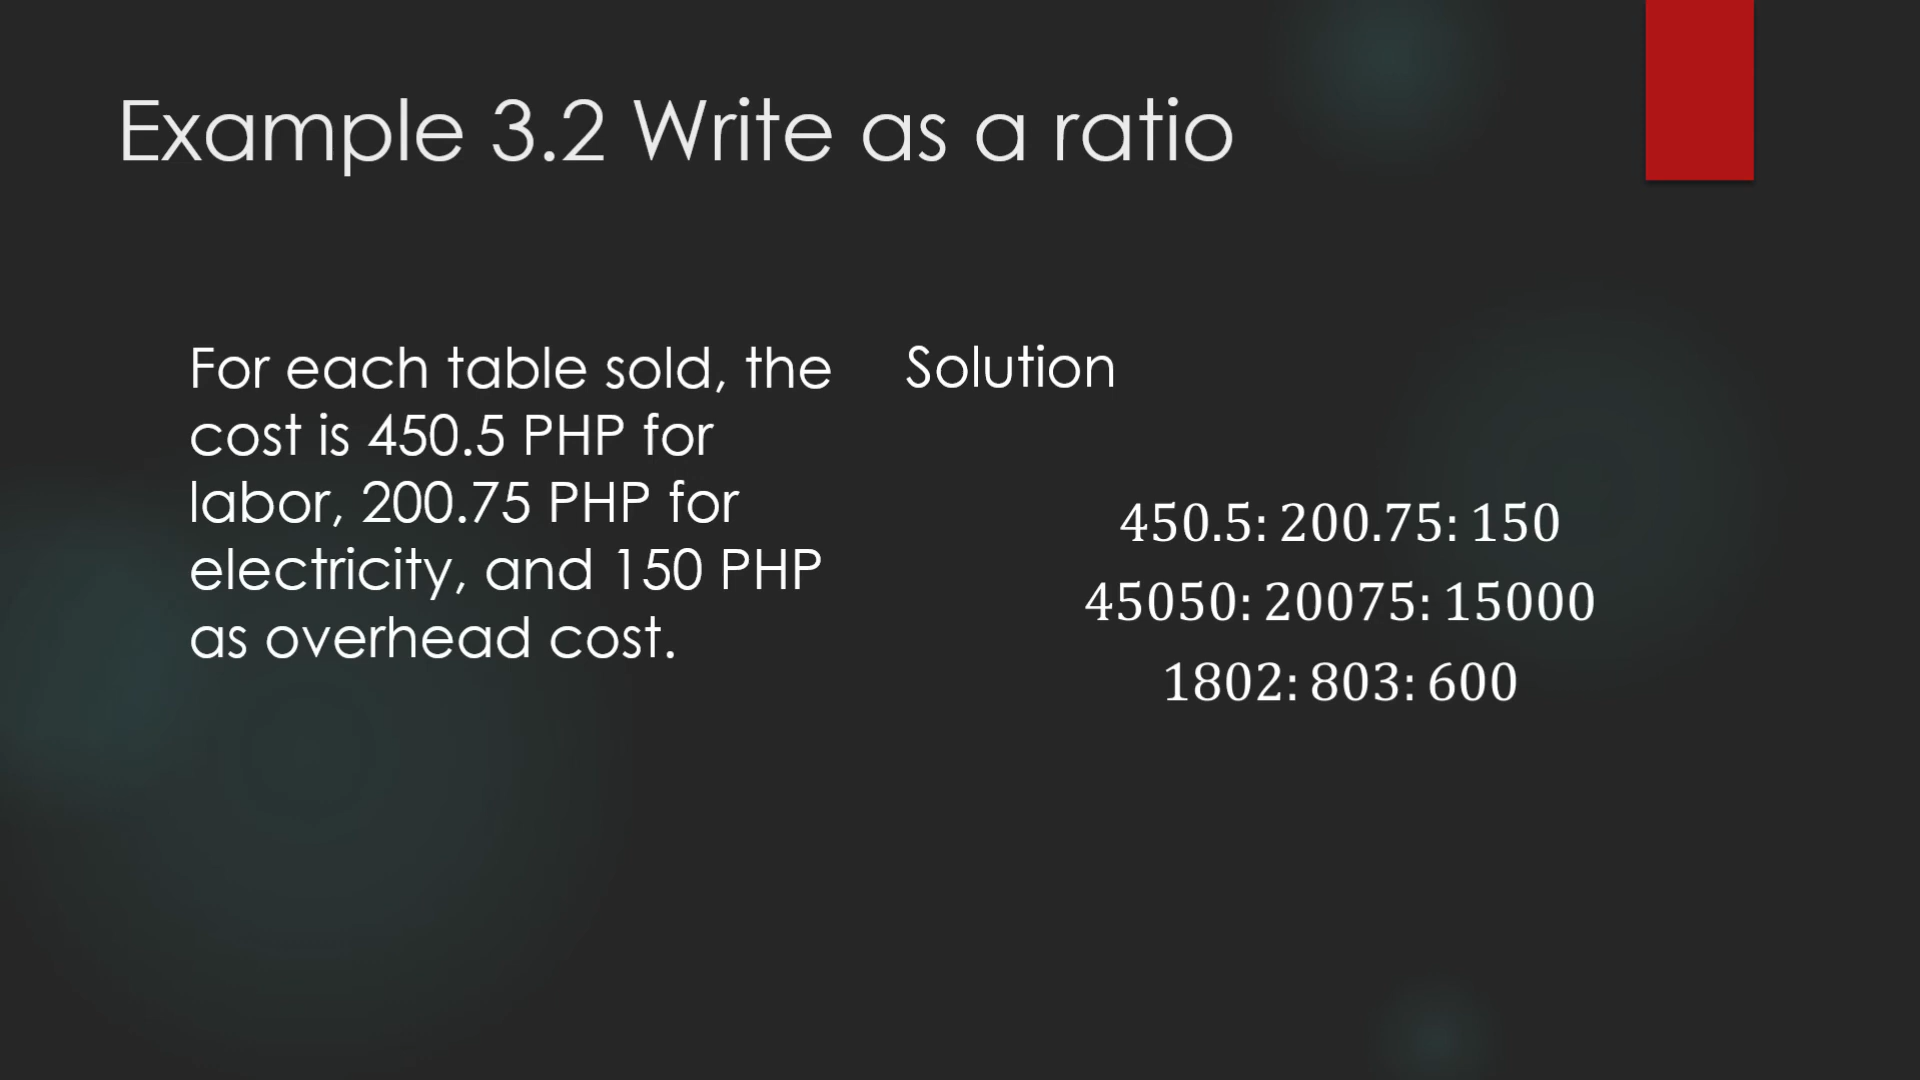 Example 3.2 Write as a ratio
For each table sold, the
cost is 450.5 PHP for
labor, 200.75 PHP for
electricity, and 150 PHP
as overhead cost.
Solution
450.5: 200.75: 150
45050: 20075: 15000
1802: 803: 600